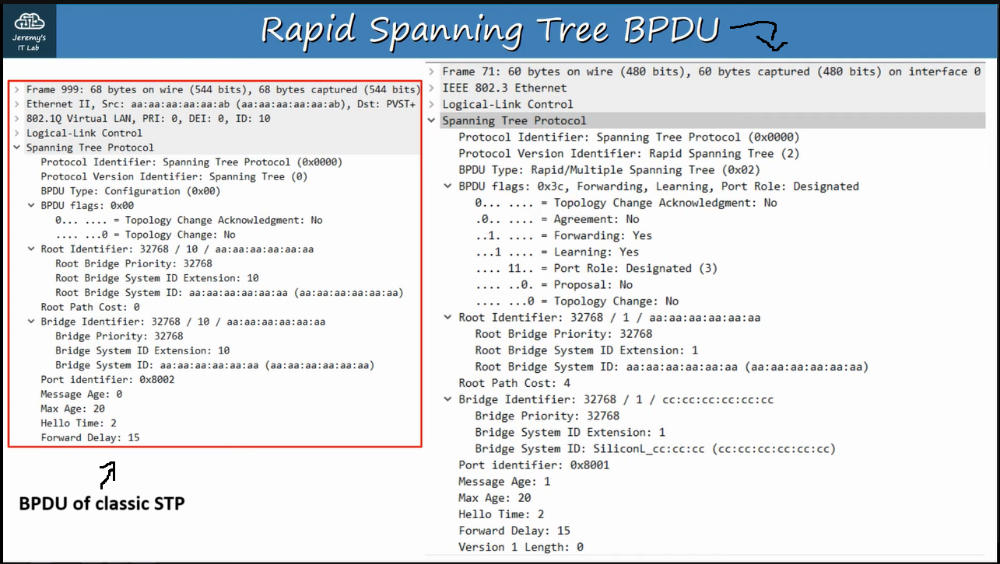 Jeremy's
IT Lab
Rapid Spanning Tree BPDU
Frame 999: 68 bytes on wire (544 bits), 68 bytes captured (544 bits)
Ethernet II, Src: aa:aa:aa:aa:aa:ab (aa:aa:aa:aa:aa:ab), Dst: PVST+
802.1Q Virtual LAN, PRI: 0, DEI: 0, ID: 10
Logical-Link Control
Spanning Tree Protocol
Protocol Identifier: Spanning Tree Protocol (0x0000)
Protocol Version Identifier: Spanning Tree (0)
BPDU Type: Configuration (0x00)
BPDU flags: 0x00
0... .... = Topology Change Acknowledgment: No
.... ...0 = Topology Change: No
Root Identifier: 32768 / 10 / aa:aa:aa:aa:aa:aa
Root Bridge Priority: 32768
Root Bridge System ID Extension: 10
Root Bridge System ID: aa:aa:aa:aa:aa:aa (aa:aa:aa:aa:aa:aa)
Root Path Cost: 0
Bridge Identifier: 32768 / 10 / aa:aa:aa:aa:aa:aa
Bridge Priority: 32768
Bridge System ID Extension: 10
Bridge System ID: aa:aa:aa:aa:aa:aa (aa:aa:aa:aa:aa:aa)
Port identifier: 0x8002
Message Age: 0
Max Age: 20
Hello Time: 2
Forward Delay: 15
BPDU of classic STP
Frame 71: 60 bytes on wire (480 bits), 60 bytes captured (480 bits) on interface 0
IEEE 802.3 Ethernet
Logical-Link Control
Spanning Tree Protocol
Protocol Identifier: Spanning Tree Protocol (0x0000)
Protocol Version Identifier: Rapid Spanning Tree (2)
BPDU Type: Rapid/Multiple Spanning Tree (0x02)
BPDU flags: 0x3c, Forwarding, Learning, Port Role: Designated
0... .... = Topology Change Acknowledgment: No
.0.. .... = Agreement: No
..1. .... = Forwarding: Yes
...1 .... = Learning: Yes
.... 11.. = Port Role: Designated (3)
.... ..0. = Proposal: No
.... ...0 = Topology Change: No
Root Identifier: 32768 / 1 / aa:aa:aa:aa:aa:aa
Root Bridge Priority: 32768
Root Bridge System ID Extension: 1
Root Bridge System ID: aa:aa:aa:aa:aa:aa (aa:aa:aa:aa:aa:aa)
Root Path Cost: 4
Bridge Identifier: 32768 / 1 / cc:cc:cc:cc:cc:cc
Bridge Priority: 32768
Bridge System ID Extension: 1
Bridge System ID: SiliconL_cc:cc:cc (cc:cc:cc:cc:cc:cc)
Port identifier: 0x8001
Message Age: 1
Max Age: 20
Hello Time: 2
Forward Delay: 15
Version 1 Length: 0